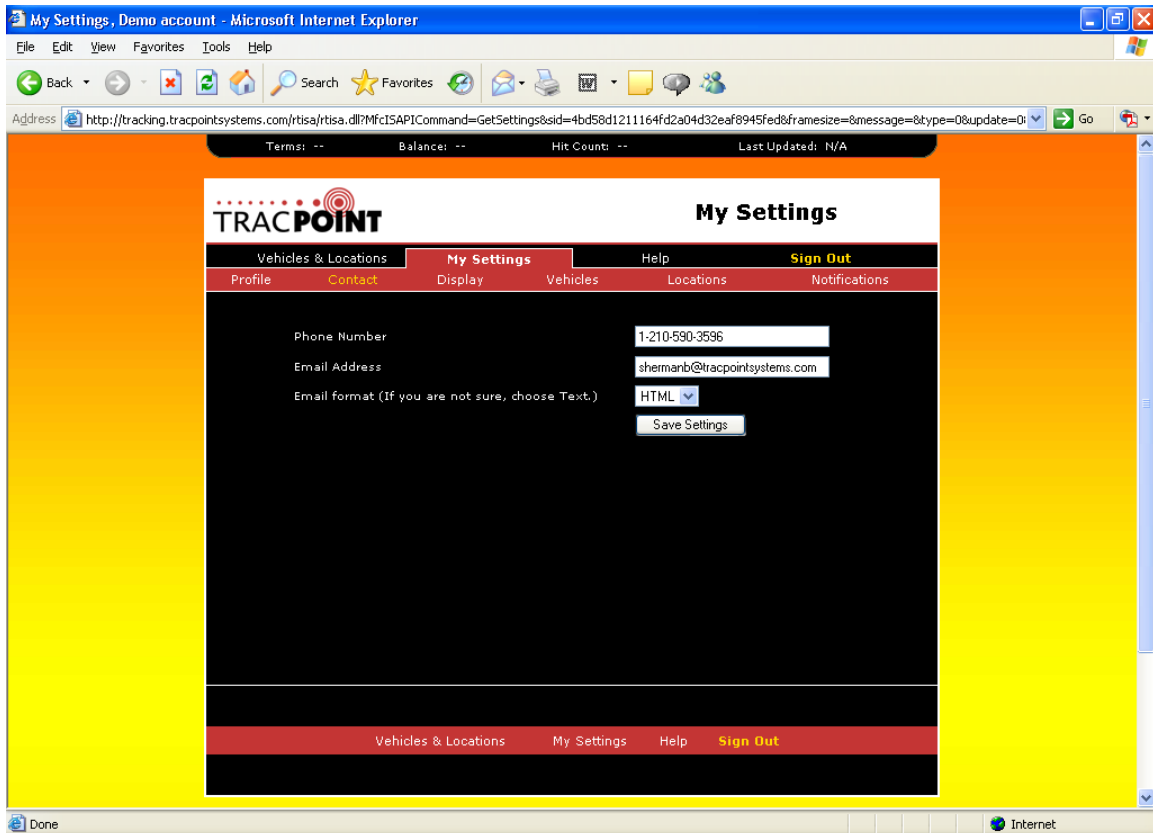 My Settings, Demo account - Microsoft Internet Explorer
File Edit View Favorites Tools Help
Back Search Favorites
Address http://tracking.tracpointsystems.com/rtisa/rtisa.dll?MfcISAPICommand=GetSettings&sid=4bd58d1211164fd2a04d32eaf8945fed&framesize=&message=&type=0&update=0 Go
Terms: -- Balance: -- Hit Count: -- Last Updated: N/A
TRACPOINT My Settings
Vehicles & Locations My Settings Help Sign Out
Profile Contact Display Vehicles Locations Notifications
Phone Number 1-210-590-3596
Email Address shermanb@tracpointsystems.com
Email format (If you are not sure, choose Text.) HTML
Save Settings
Vehicles & Locations My Settings Help Sign Out
Done Internet